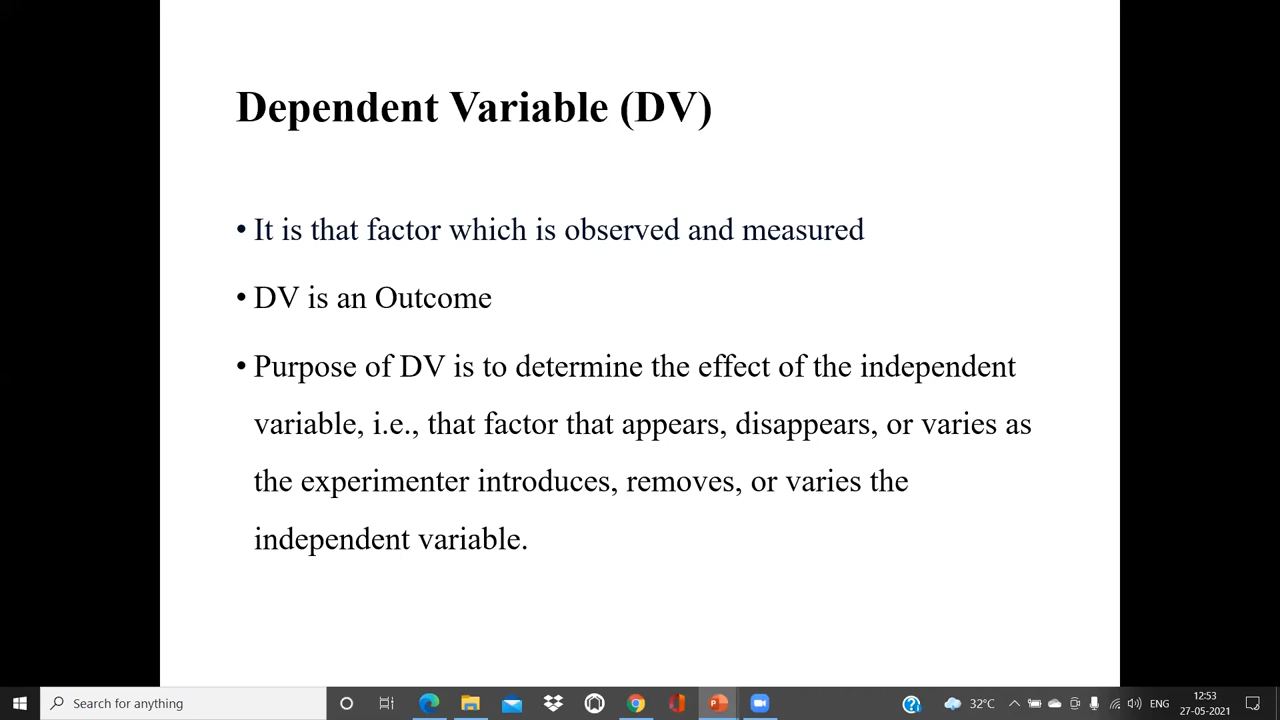 Dependent Variable (DV)
• It is that factor which is observed and measured
• DV is an Outcome
• Purpose of DV is to determine the effect of the independent
variable, i.e., that factor that appears, disappears, or varies as
the experimenter introduces, removes, or varies the
independent variable.
Search for anything
32°C
ENG
12:53
27-05-2021